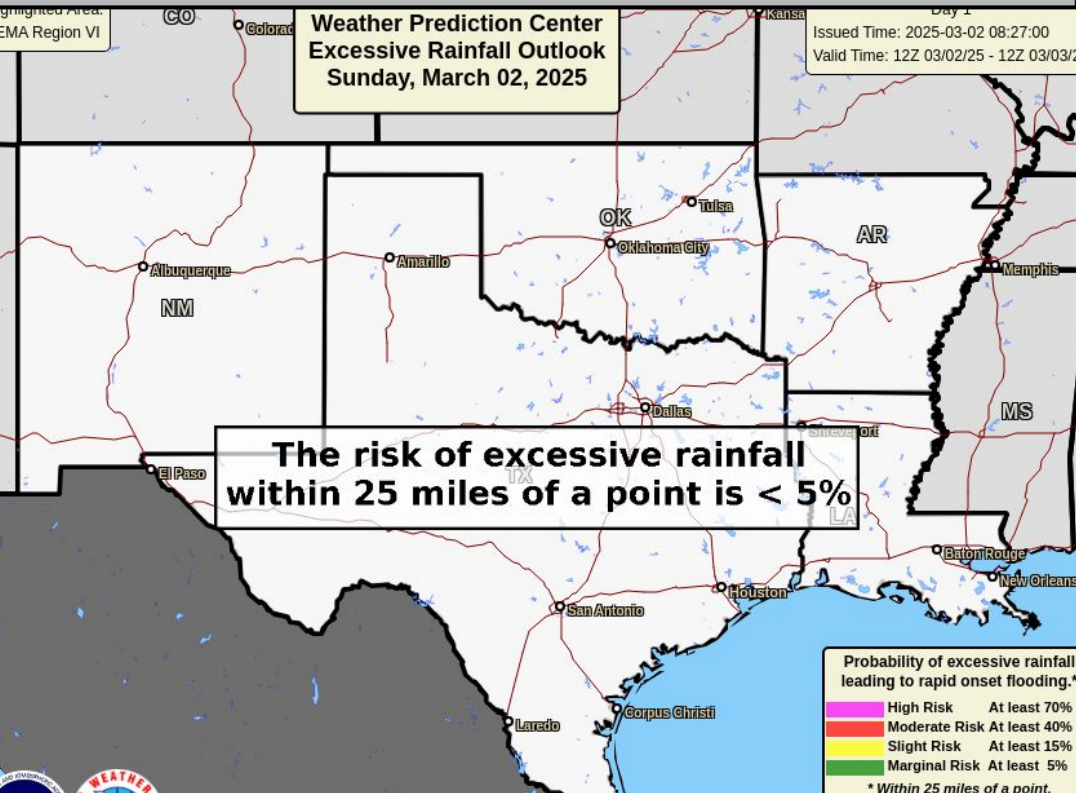 ghlighted Area:
EMA Region VI
CO
Colorad
Weather Prediction Center
Excessive Rainfall Outlook
Sunday, March 02, 2025
Kansa
Day 1
Issued Time: 2025-03-02 08:27:00
Valid Time: 12Z 03/02/25 - 12Z 03/03/2
Tulsa
OK
Oklahoma City
AR
Albuquerque
Amarillo
Memphis
NM
Dallas
MS
Shreveport
The risk of excessive rainfall
within 25 miles of a point is < 5%
El Paso
TX
LA
Baton Rouge
New Orleans
Houston
San Antonio
Corpus Christi
Laredo
Probability of excessive rainfall
leading to rapid onset flooding.*
High Risk At least 70%
Moderate Risk At least 40%
Slight Risk At least 15%
Marginal Risk At least 5%
* Within 25 miles of a point.
WEATHER